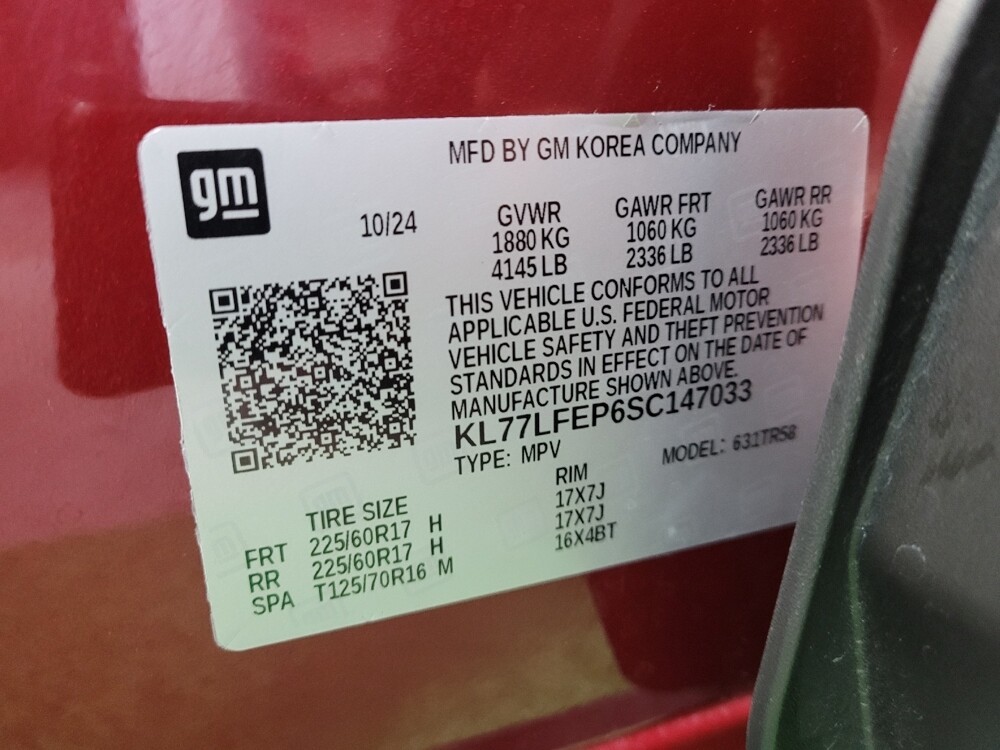 gm
MFD BY GM KOREA COMPANY
10/24
GVWR GAWR FRT GAWR RR
1880 KG 1060 KG 1060 KG
4145 LB 2336 LB 2336 LB
THIS VEHICLE CONFORMS TO ALL
APPLICABLE U.S. FEDERAL MOTOR
VEHICLE SAFETY AND THEFT PREVENTION
STANDARDS IN EFFECT ON THE DATE OF
MANUFACTURE SHOWN ABOVE.
KL77LFEP6SC147033
TYPE: MPV MODEL: 631TR58
TIRE SIZE RIM
FRT 225/60R17 H 17X7J
RR 225/60R17 H 17X7J
SPA T125/70R16 M 16X4BT